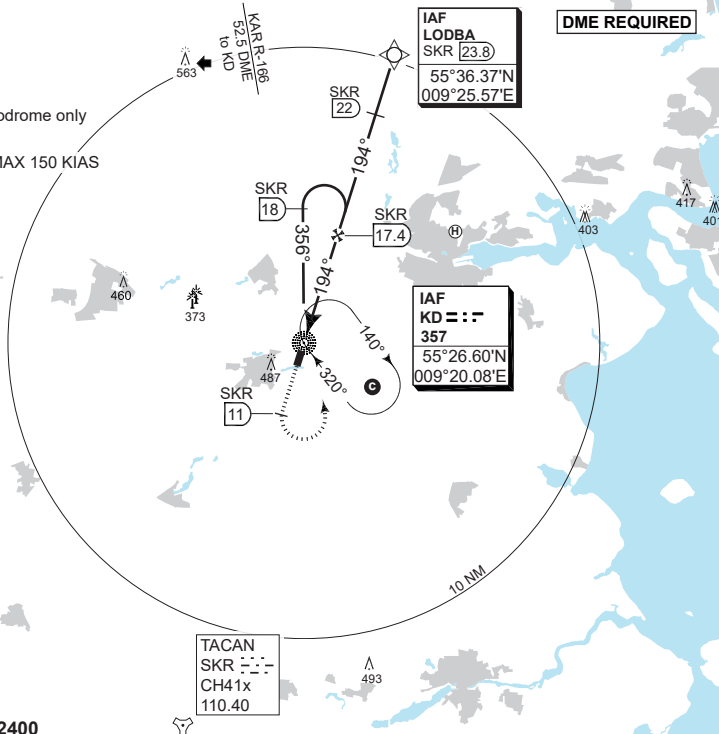 KAR R-166
52.5 DME
to KD
563
IAF
LODBA
SKR 23.8
55°36.37'N
009°25.57'E
DME REQUIRED
odrome only
MAX 150 KIAS
SKR
22
194°
SKR
18
SKR
17.4
H
417
401
403
356°
194°
460
373
IAF
KD
357
55°26.60'N
009°20.08'E
140°
320°
C
487
SKR
11
10 NM
TACAN
SKR
CH41x
110.40
493
2400